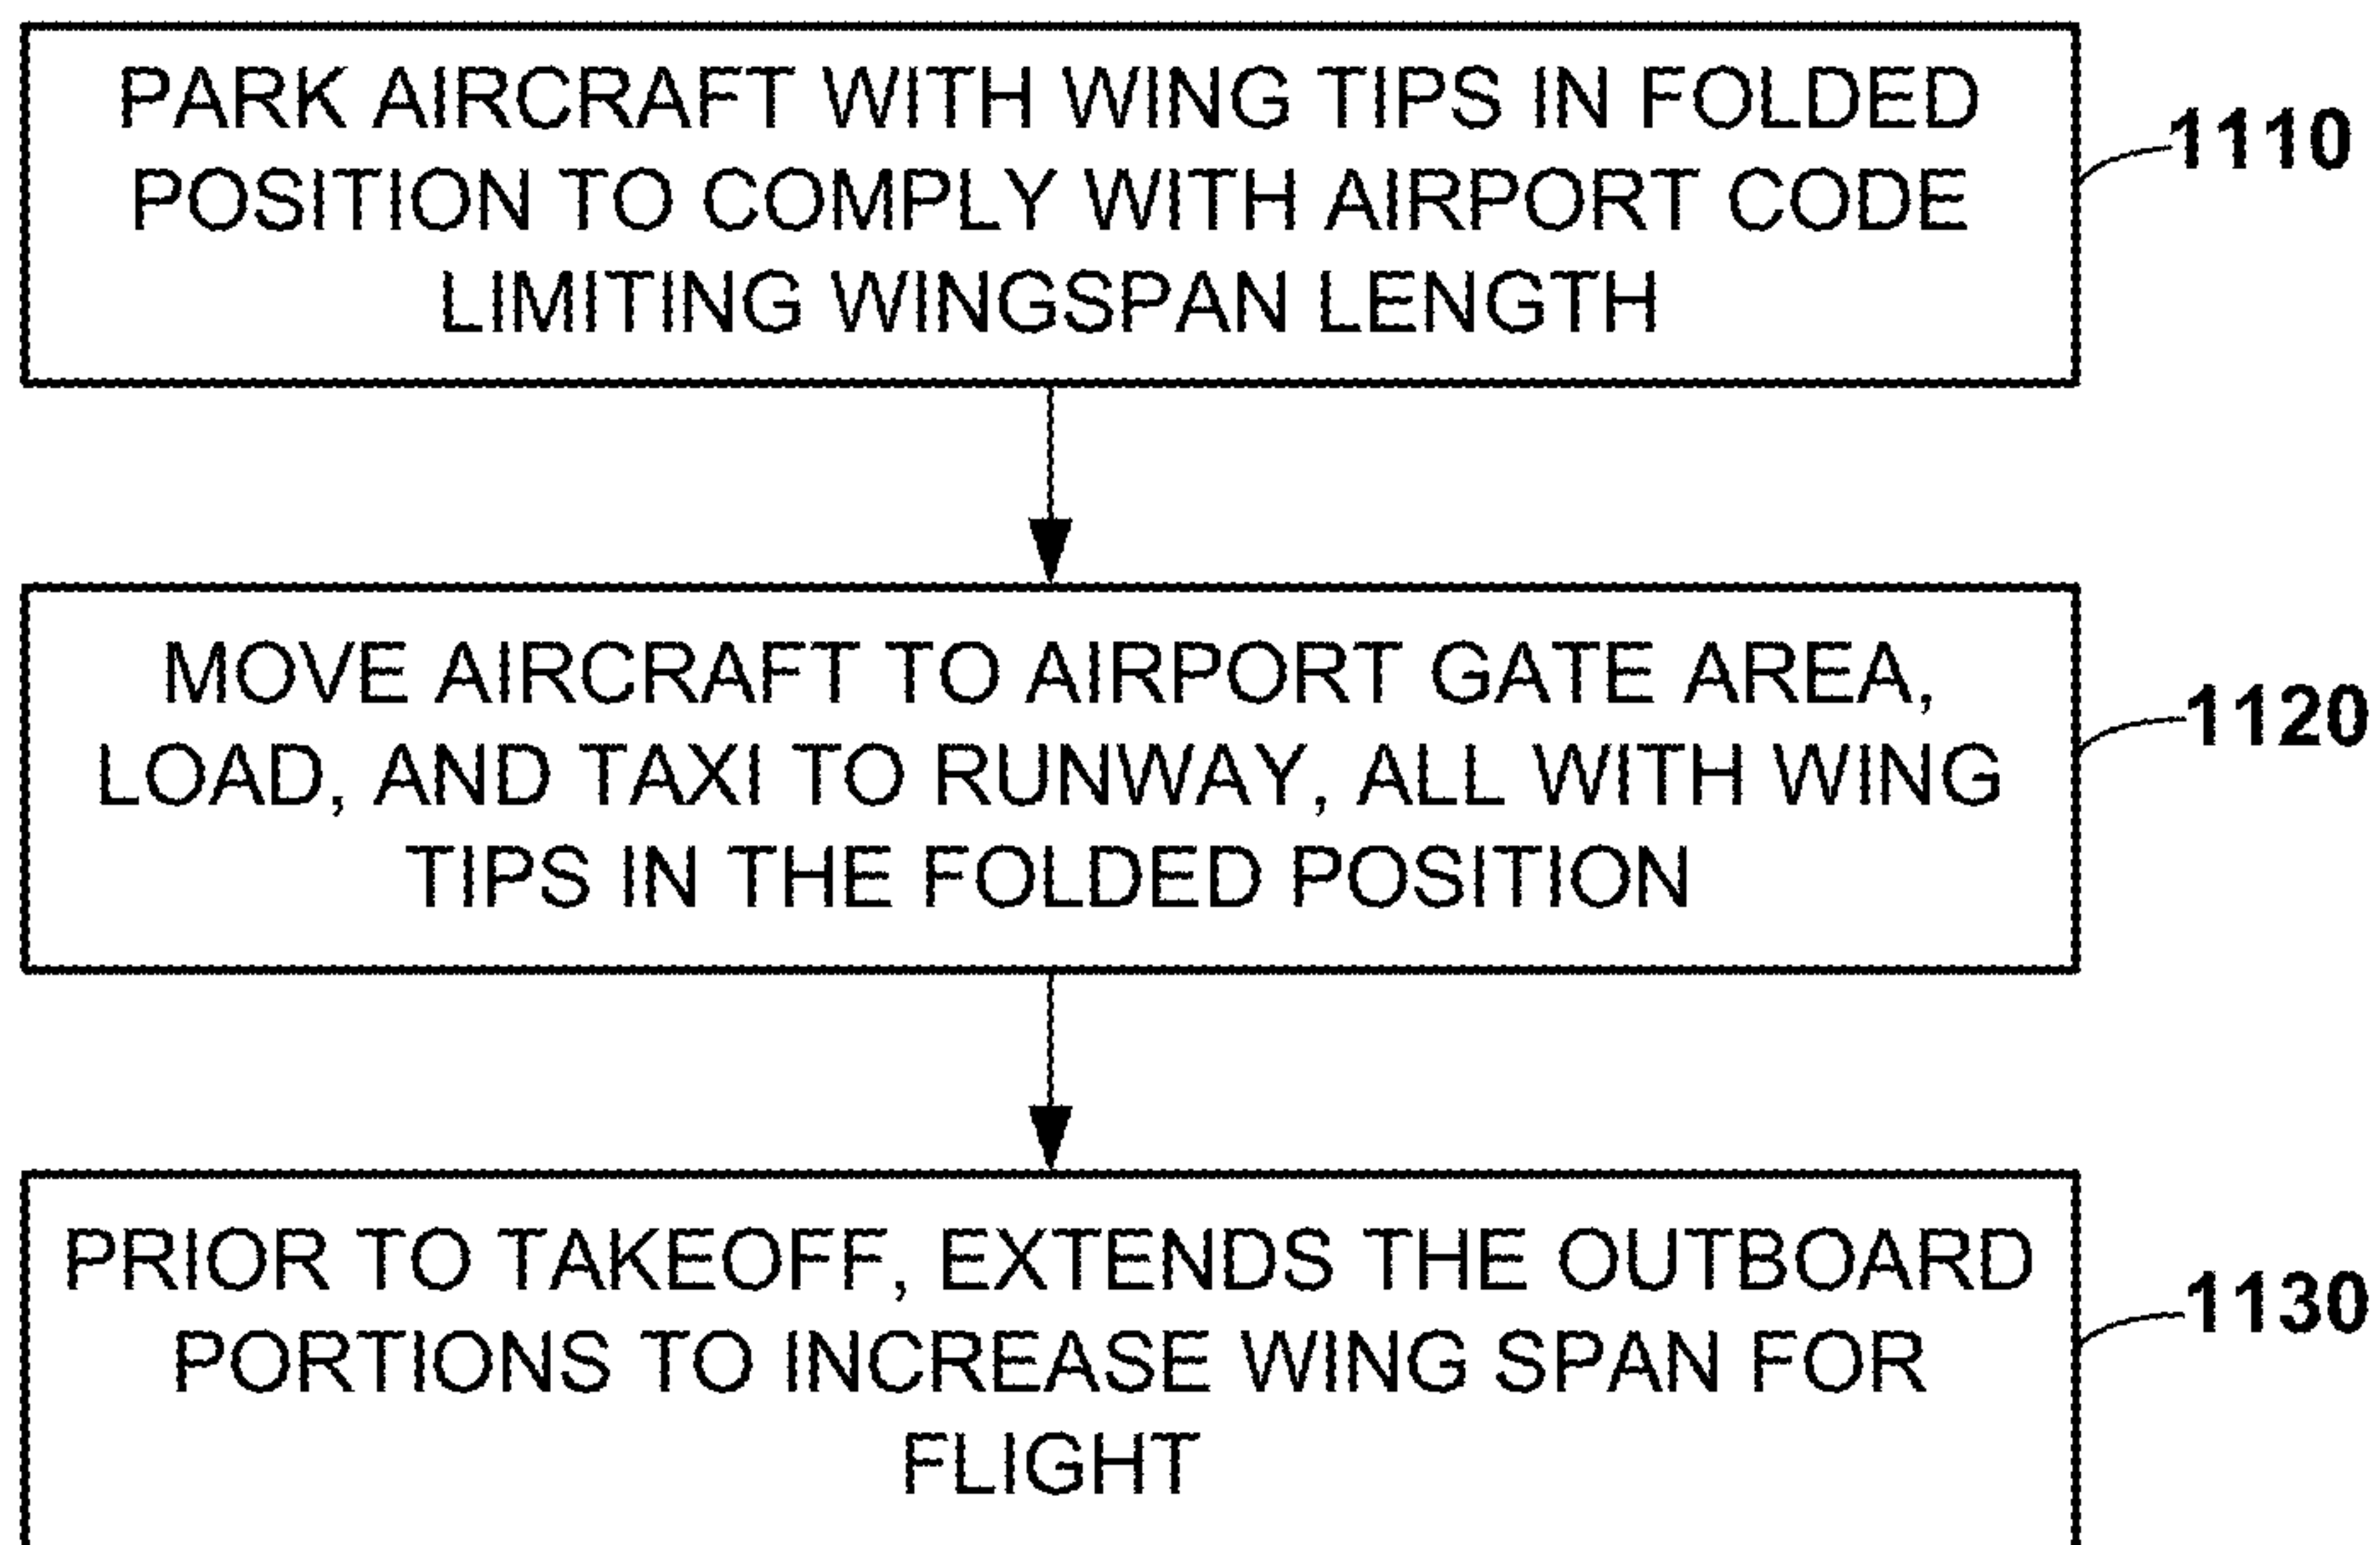 PARK AIRCRAFT WITH WING TIPS IN FOLDED
POSITION TO COMPLY WITH AIRPORT CODE
LIMITING WINGSPAN LENGTH
1110
MOVE AIRCRAFT TO AIRPORT GATE AREA,
LOAD, AND TAXI TO RUNWAY, ALL WITH WING
TIPS IN THE FOLDED POSITION
1120
PRIOR TO TAKEOFF, EXTENDS THE OUTBOARD
PORTIONS TO INCREASE WING SPAN FOR
FLIGHT
1130